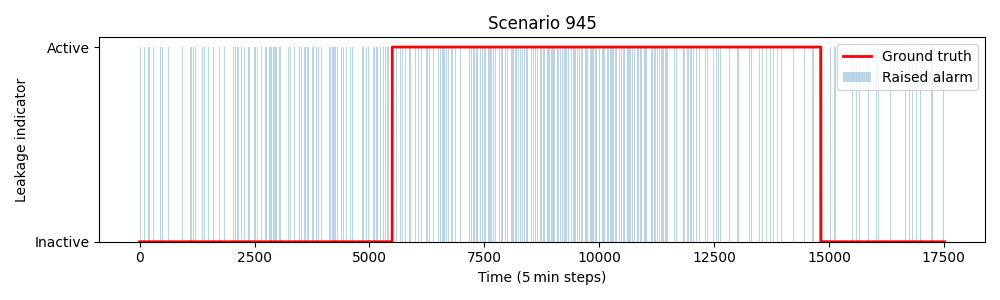 Scenario 945
Leakage indicator
Active
Inactive
Ground truth
Raised alarm
0 2500 5000 7500 10000 12500 15000 17500
Time (5 min steps)